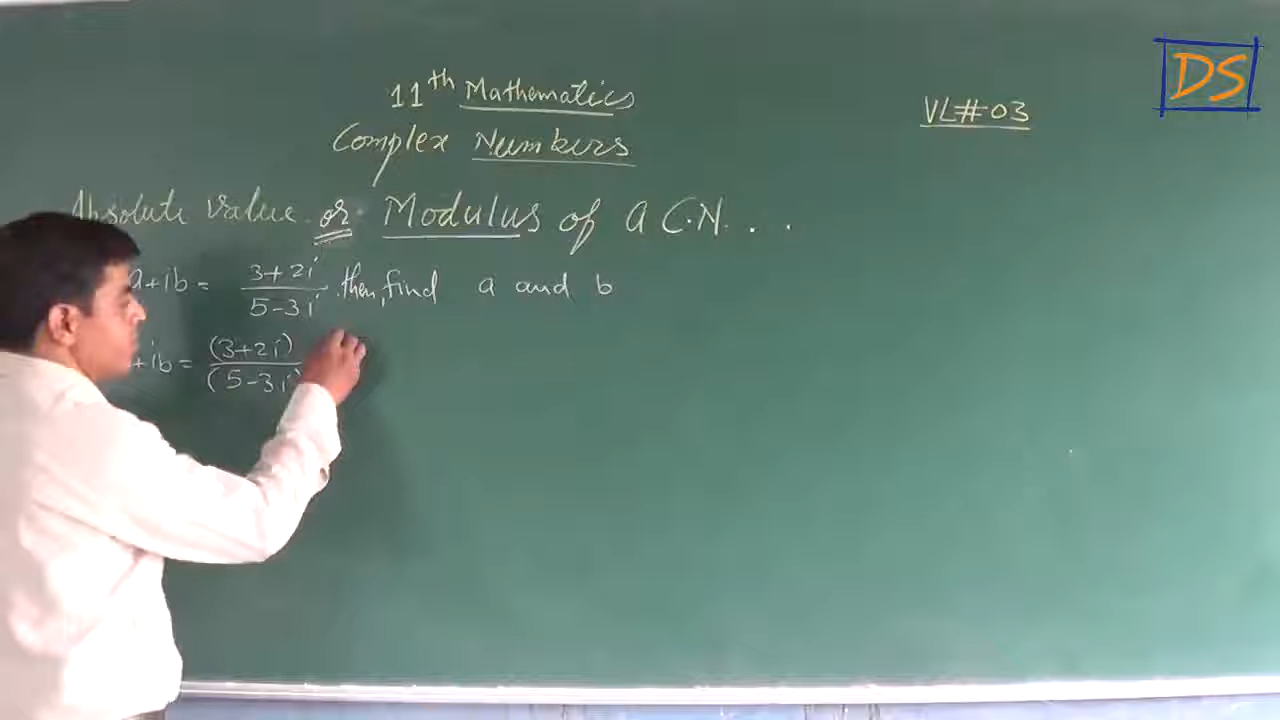 11th Mathematics
VL#03
DS
Complex Numbers
Absolute value or Modulus of a C.N. . .
a+ib = 3+2i / 5-3i then, find a and b
+ib = (3+2i) / (5-3i)